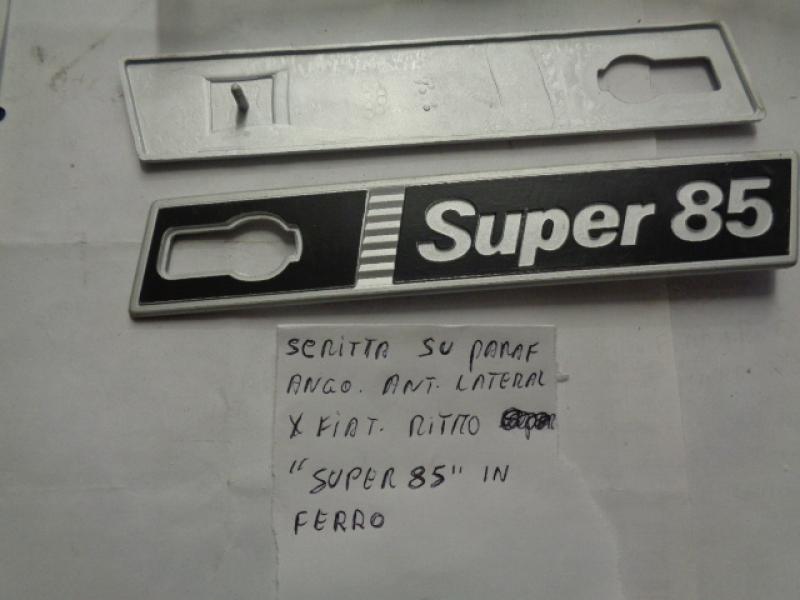 Super 85
SCRITTA SU PARAF
ANGO. ANT. LATERAL
X FIAT. RITMO
"SUPER 85" IN
FERRO